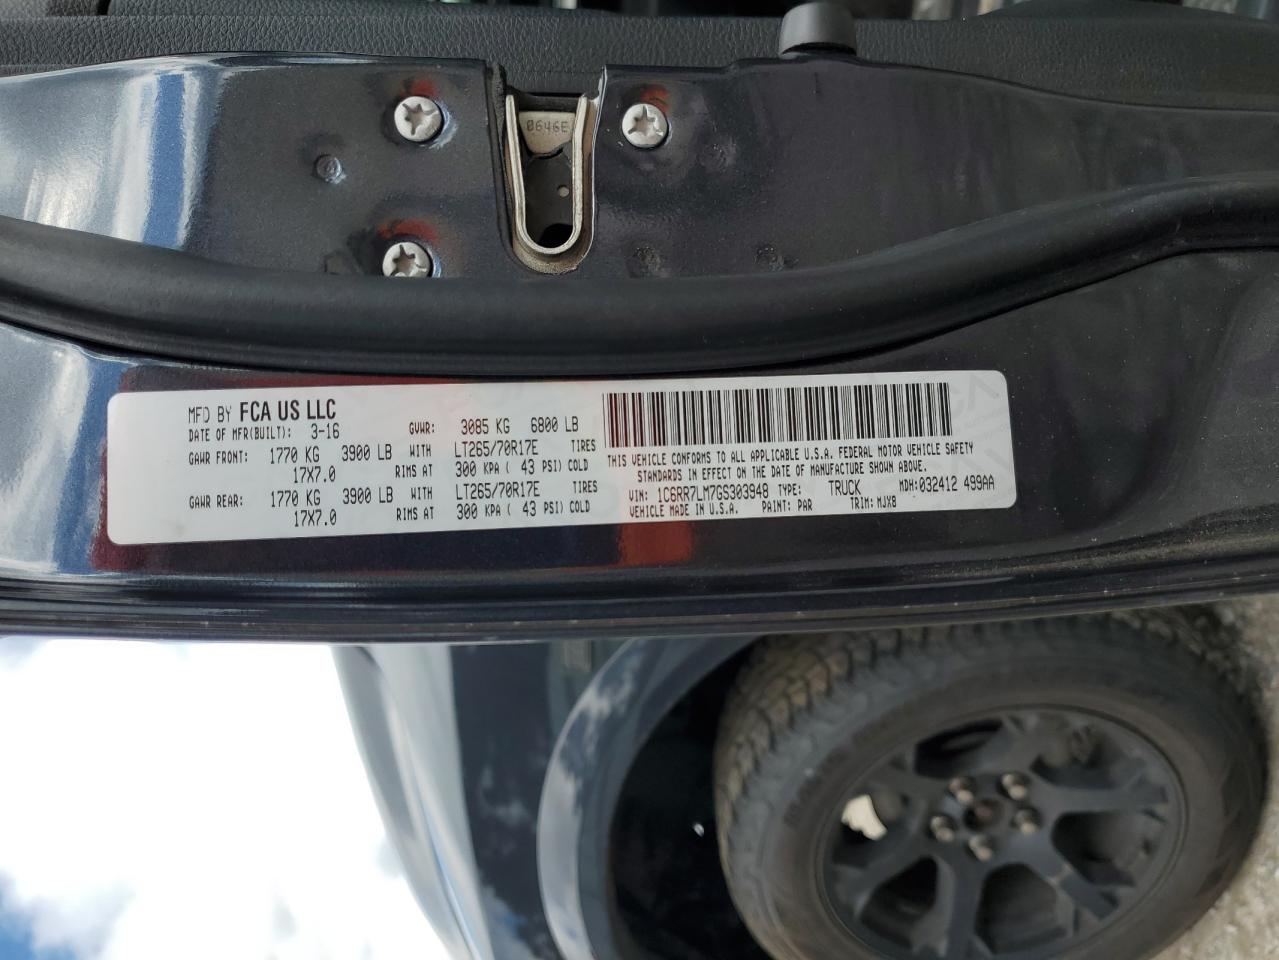 0646E
MFD BY FCA US LLC
DATE OF MFR(BUILT): 3-16 GVWR: 3085 KG 6800 LB
GAWR FRONT: 1770 KG 3900 LB WITH LT265/70R17E TIRES
17X7.0 RIMS AT 300 KPA ( 43 PSI) COLD
GAWR REAR: 1770 KG 3900 LB WITH LT265/70R17E TIRES
17X7.0 RIMS AT 300 KPA ( 43 PSI) COLD
THIS VEHICLE CONFORMS TO ALL APPLICABLE U.S.A. FEDERAL MOTOR VEHICLE SAFETY
STANDARDS IN EFFECT ON THE DATE OF MANUFACTURE SHOWN ABOVE.
VIN: 1C6RR7LM7GS303948 TYPE: TRUCK MDH: 032412 499AA
VEHICLE MADE IN U.S.A. PAINT: PAR TRIM: MJX8